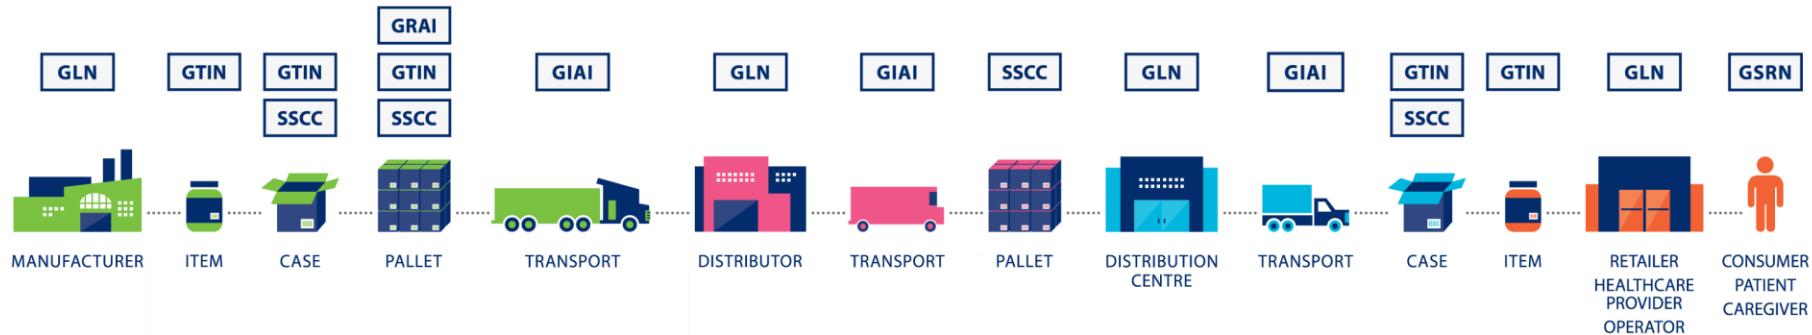 GRAI
GLN GTIN GTIN GTIN GIAI GLN GIAI SSCC GLN GIAI GTIN GTIN GLN GSRN
SSCC SSCC SSCC
MANUFACTURER ITEM CASE PALLET TRANSPORT DISTRIBUTOR TRANSPORT PALLET DISTRIBUTION TRANSPORT CASE ITEM RETAILER CONSUMER
CENTRE HEALTHCARE PATIENT
PROVIDER CAREGIVER
OPERATOR